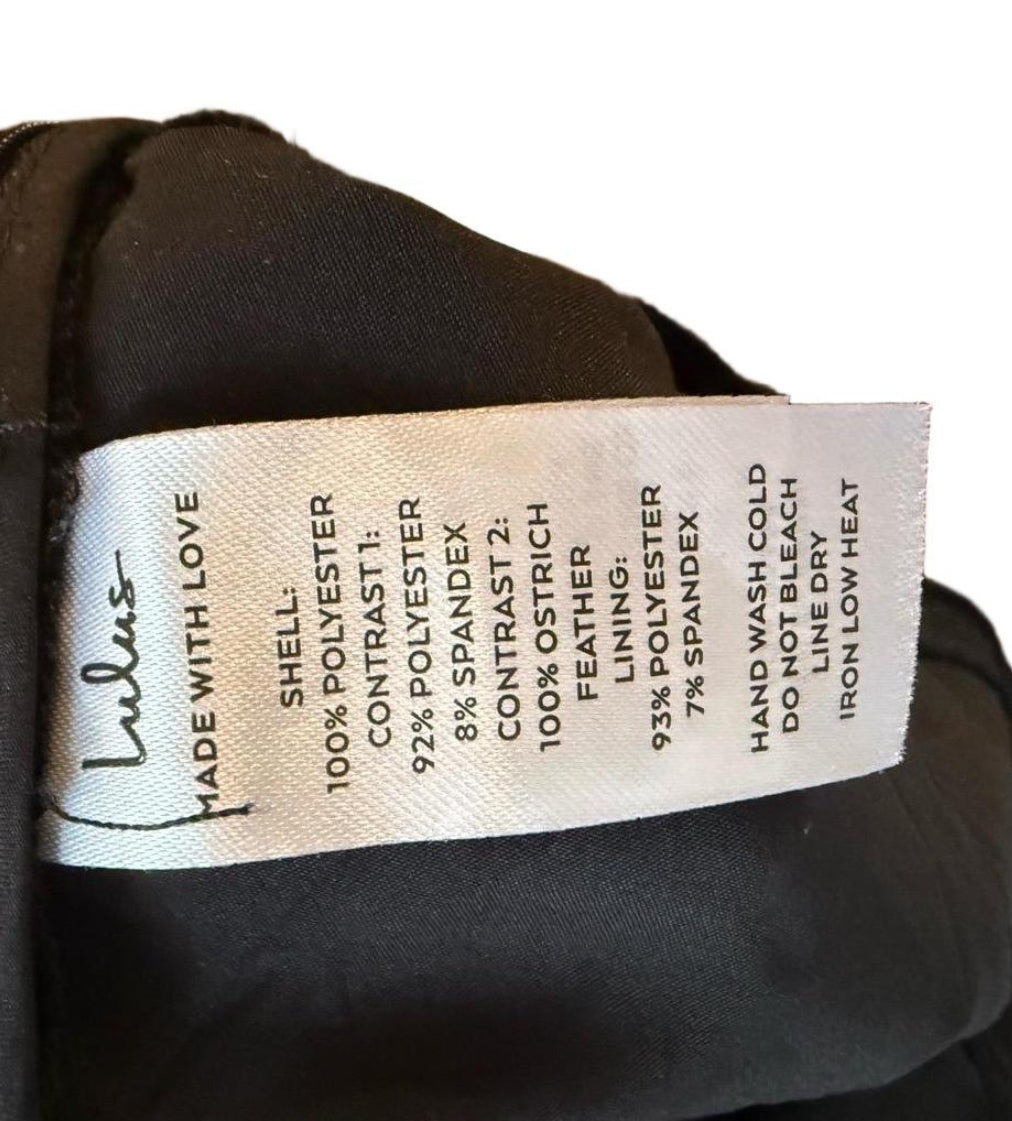 Lulus
MADE WITH LOVE
SHELL:
100% POLYESTER
CONTRAST 1:
92% POLYESTER
8% SPANDEX
CONTRAST 2:
100% OSTRICH
FEATHER
LINING:
93% POLYESTER
7% SPANDEX
HAND WASH COLD
DO NOT BLEACH
LINE DRY
IRON LOW HEAT